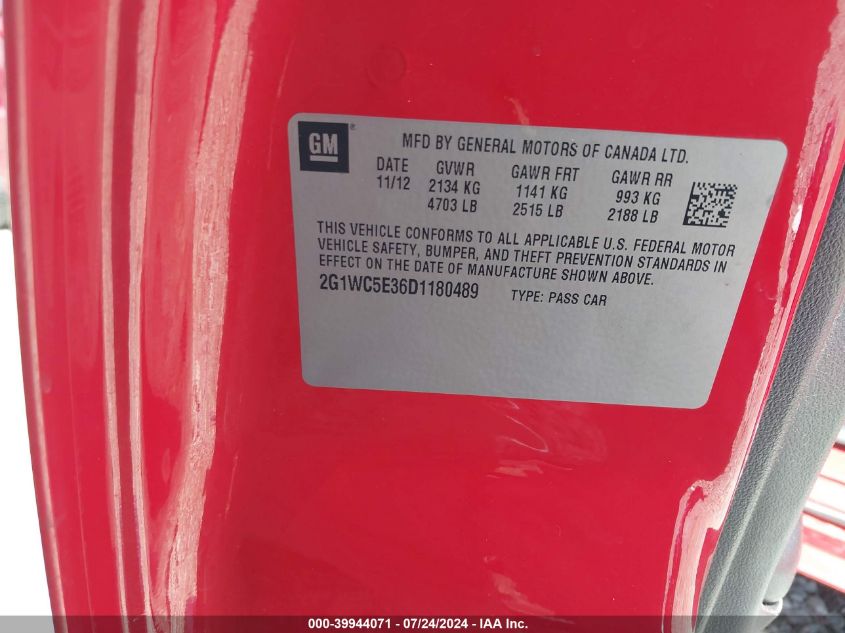 GM ®
MFD BY GENERAL MOTORS OF CANADA LTD.
DATE GVWR GAWR FRT GAWR RR
11/12 2134 KG 1141 KG 993 KG
4703 LB 2515 LB 2188 LB
THIS VEHICLE CONFORMS TO ALL APPLICABLE U.S. FEDERAL MOTOR
VEHICLE SAFETY, BUMPER, AND THEFT PREVENTION STANDARDS IN
EFFECT ON THE DATE OF MANUFACTURE SHOWN ABOVE.
2G1WC5E36D1180489 TYPE: PASS CAR
000-39944071 / 07/24/2024 - IAA Inc.